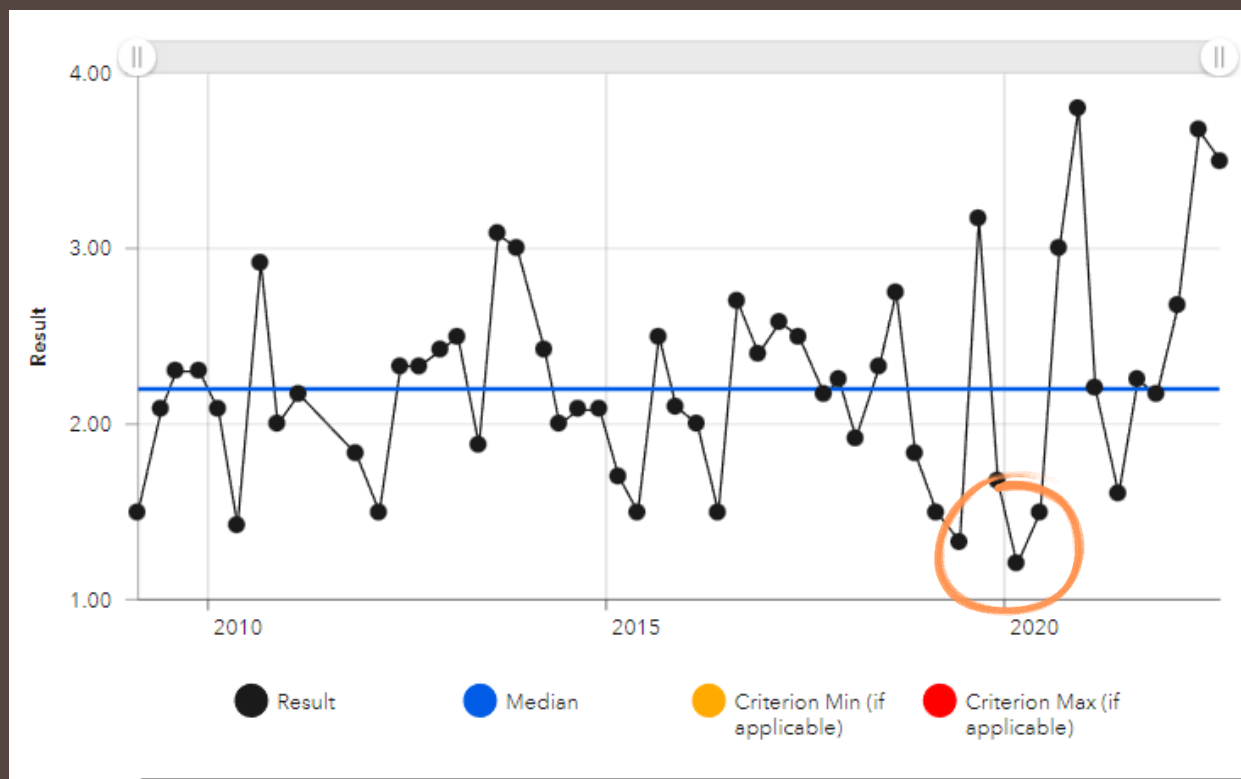 4.00
3.00
Result
2.00
1.00
2010 2015 2020
Result Median Criterion Min (if Criterion Max (if
applicable) applicable)